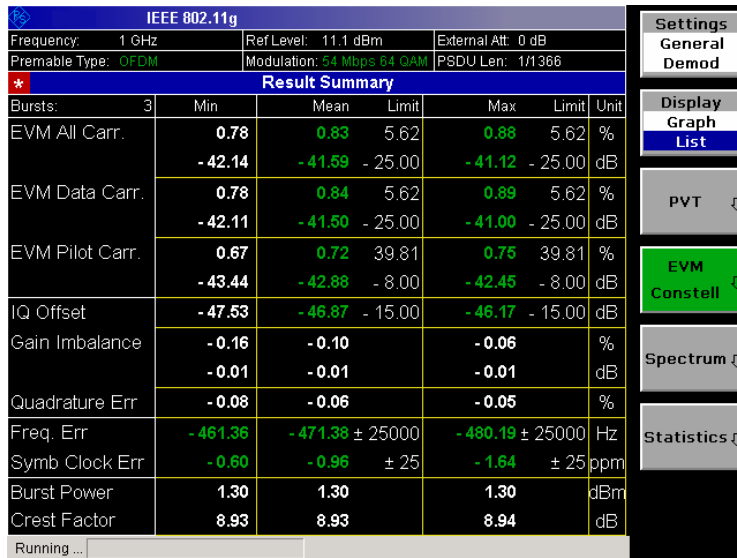 IEEE 802.11g
Frequency: 1 GHz Ref Level: 11.1 dBm External Att: 0 dB
Premable Type: OFDM Modulation: 54 Mbps 64 QAM PSDU Len: 1/1366
* Result Summary
Bursts: 3 Min Mean Limit Max Limit Unit
EVM All Carr. 0.78 0.83 5.62 0.88 5.62 %
- 42.14 - 41.59 - 25.00 - 41.12 - 25.00 dB
EVM Data Carr. 0.78 0.84 5.62 0.89 5.62 %
- 42.11 - 41.50 - 25.00 - 41.00 - 25.00 dB
EVM Pilot Carr. 0.67 0.72 39.81 0.75 39.81 %
- 43.44 - 42.88 - 8.00 - 42.45 - 8.00 dB
IQ Offset - 47.53 - 46.87 - 15.00 - 46.17 - 15.00 dB
Gain Imbalance - 0.16 - 0.10 - 0.06 %
- 0.01 - 0.01 - 0.01 dB
Quadrature Err - 0.08 - 0.06 - 0.05 %
Freq. Err - 461.36 - 471.38 ± 25000 - 480.19 ± 25000 Hz
Symb Clock Err - 0.60 - 0.96 ± 25 - 1.64 ± 25 ppm
Burst Power 1.30 1.30 1.30 dBm
Crest Factor 8.93 8.93 8.94 dB
Running ...
Settings
General
Demod
Display
Graph
List
PVT
EVM
Constell
Spectrum
Statistics